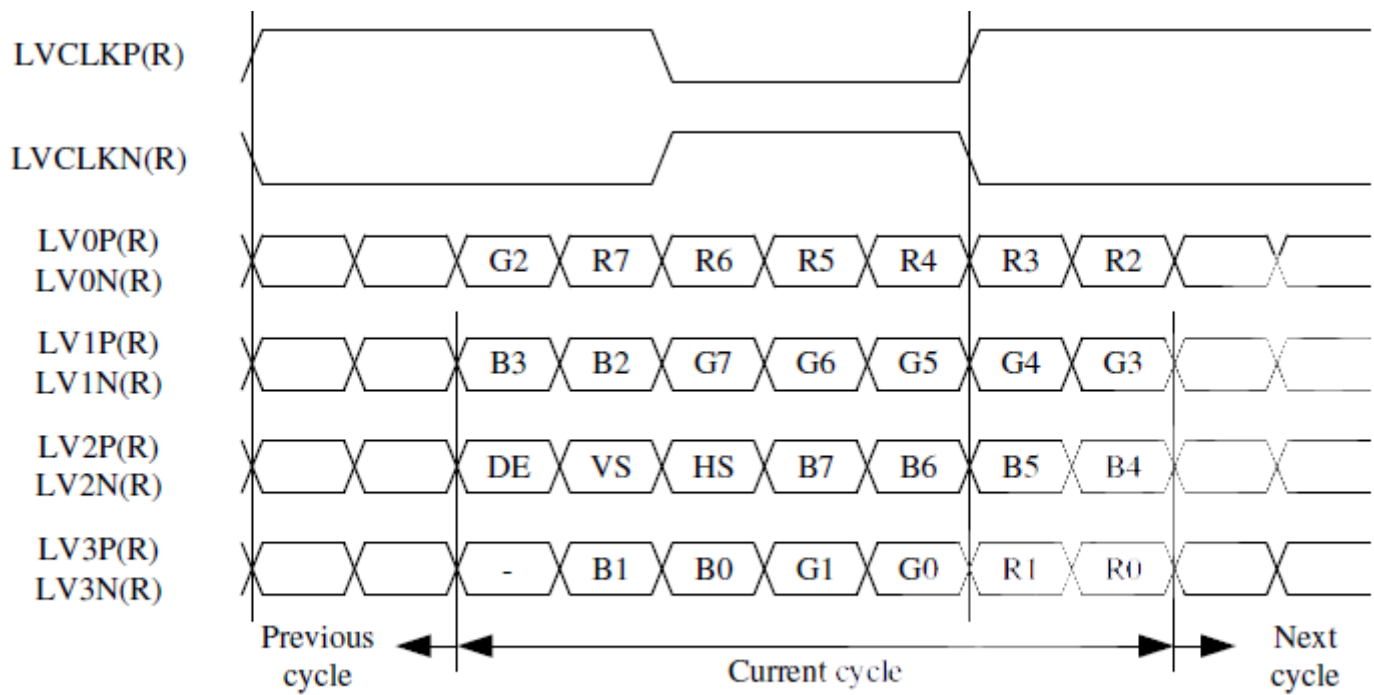 LVCLKP(R)
LVCLKN(R)
LV0P(R)
LV0N(R)
G2 R7 R6 R5 R4 R3 R2
LV1P(R)
LV1N(R)
B3 B2 G7 G6 G5 G4 G3
LV2P(R)
LV2N(R)
DE VS HS B7 B6 B5 B4
LV3P(R)
LV3N(R)
- B1 B0 G1 G0 R1 R0
Previous
cycle
Current cycle
Next
cycle